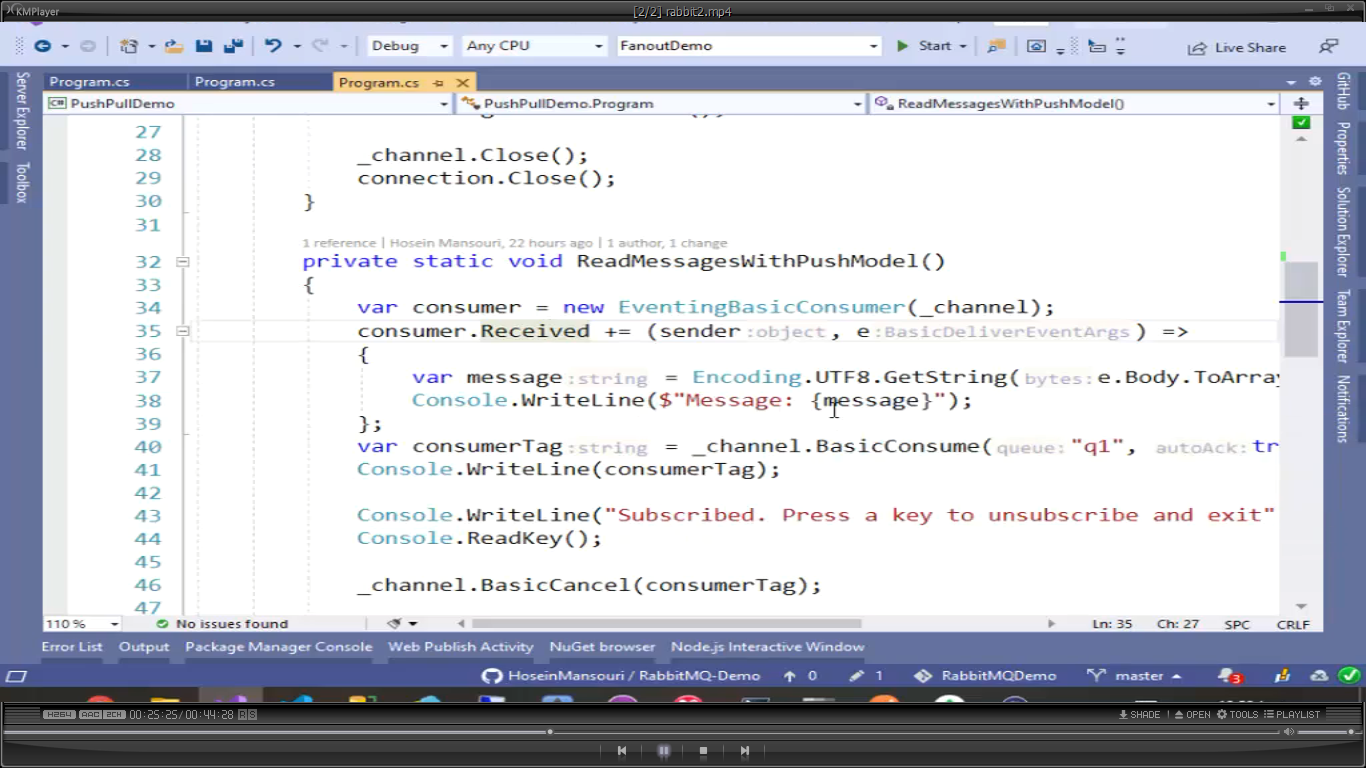 KMPlayer
[2/2] rabbit2.mp4
Debug Any CPU FanoutDemo Start Live Share
Program.cs Program.cs Program.cs
PushPullDemo PushPullDemo.Program ReadMessagesWithPushModel()
Server Explorer
Toolbox
27
28 _channel.Close();
29 connection.Close();
30 }
31
1 reference | Hosein Mansouri, 22 hours ago | 1 author, 1 change
32 private static void ReadMessagesWithPushModel()
33 {
34 var consumer = new EventingBasicConsumer(_channel);
35 consumer.Received += (sender:object, e:BasicDeliverEventArgs) =>
36 {
37 var message:string = Encoding.UTF8.GetString(bytes:e.Body.ToArray
38 Console.WriteLine($"Message: {message}");
39 };
40 var consumerTag:string = _channel.BasicConsume(queue:"q1", autoAck:tr
41 Console.WriteLine(consumerTag);
42
43 Console.WriteLine("Subscribed. Press a key to unsubscribe and exit"
44 Console.ReadKey();
45
46 _channel.BasicCancel(consumerTag);
47
GitHub
Properties
Solution Explorer
Team Explorer
Notifications
110 % No issues found Ln: 35 Ch: 27 SPC CRLF
Error List Output Package Manager Console Web Publish Activity NuGet browser Node.js Interactive Window
HoseinMansouri / RabbitMQ-Demo 0 1 RabbitMQDemo master 3
H264 AAC 2CH 00:25:25/00:44:28 R S SHADE OPEN TOOLS PLAYLIST